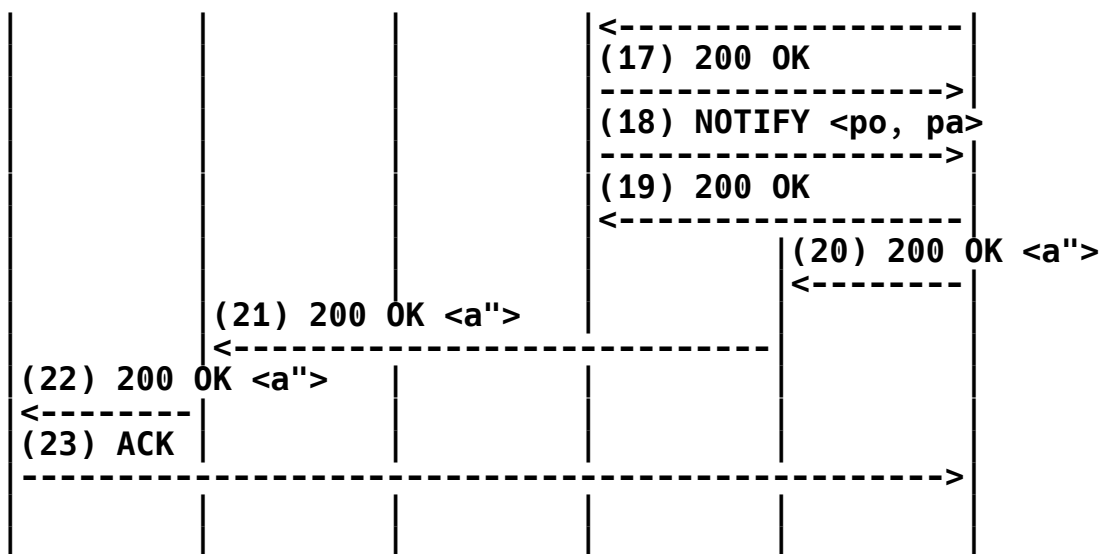 (17) 200 OK
(18) NOTIFY <po, pa>
(19) 200 OK
(20) 200 OK <a">
(21) 200 OK <a">
(22) 200 OK <a">
(23) ACK